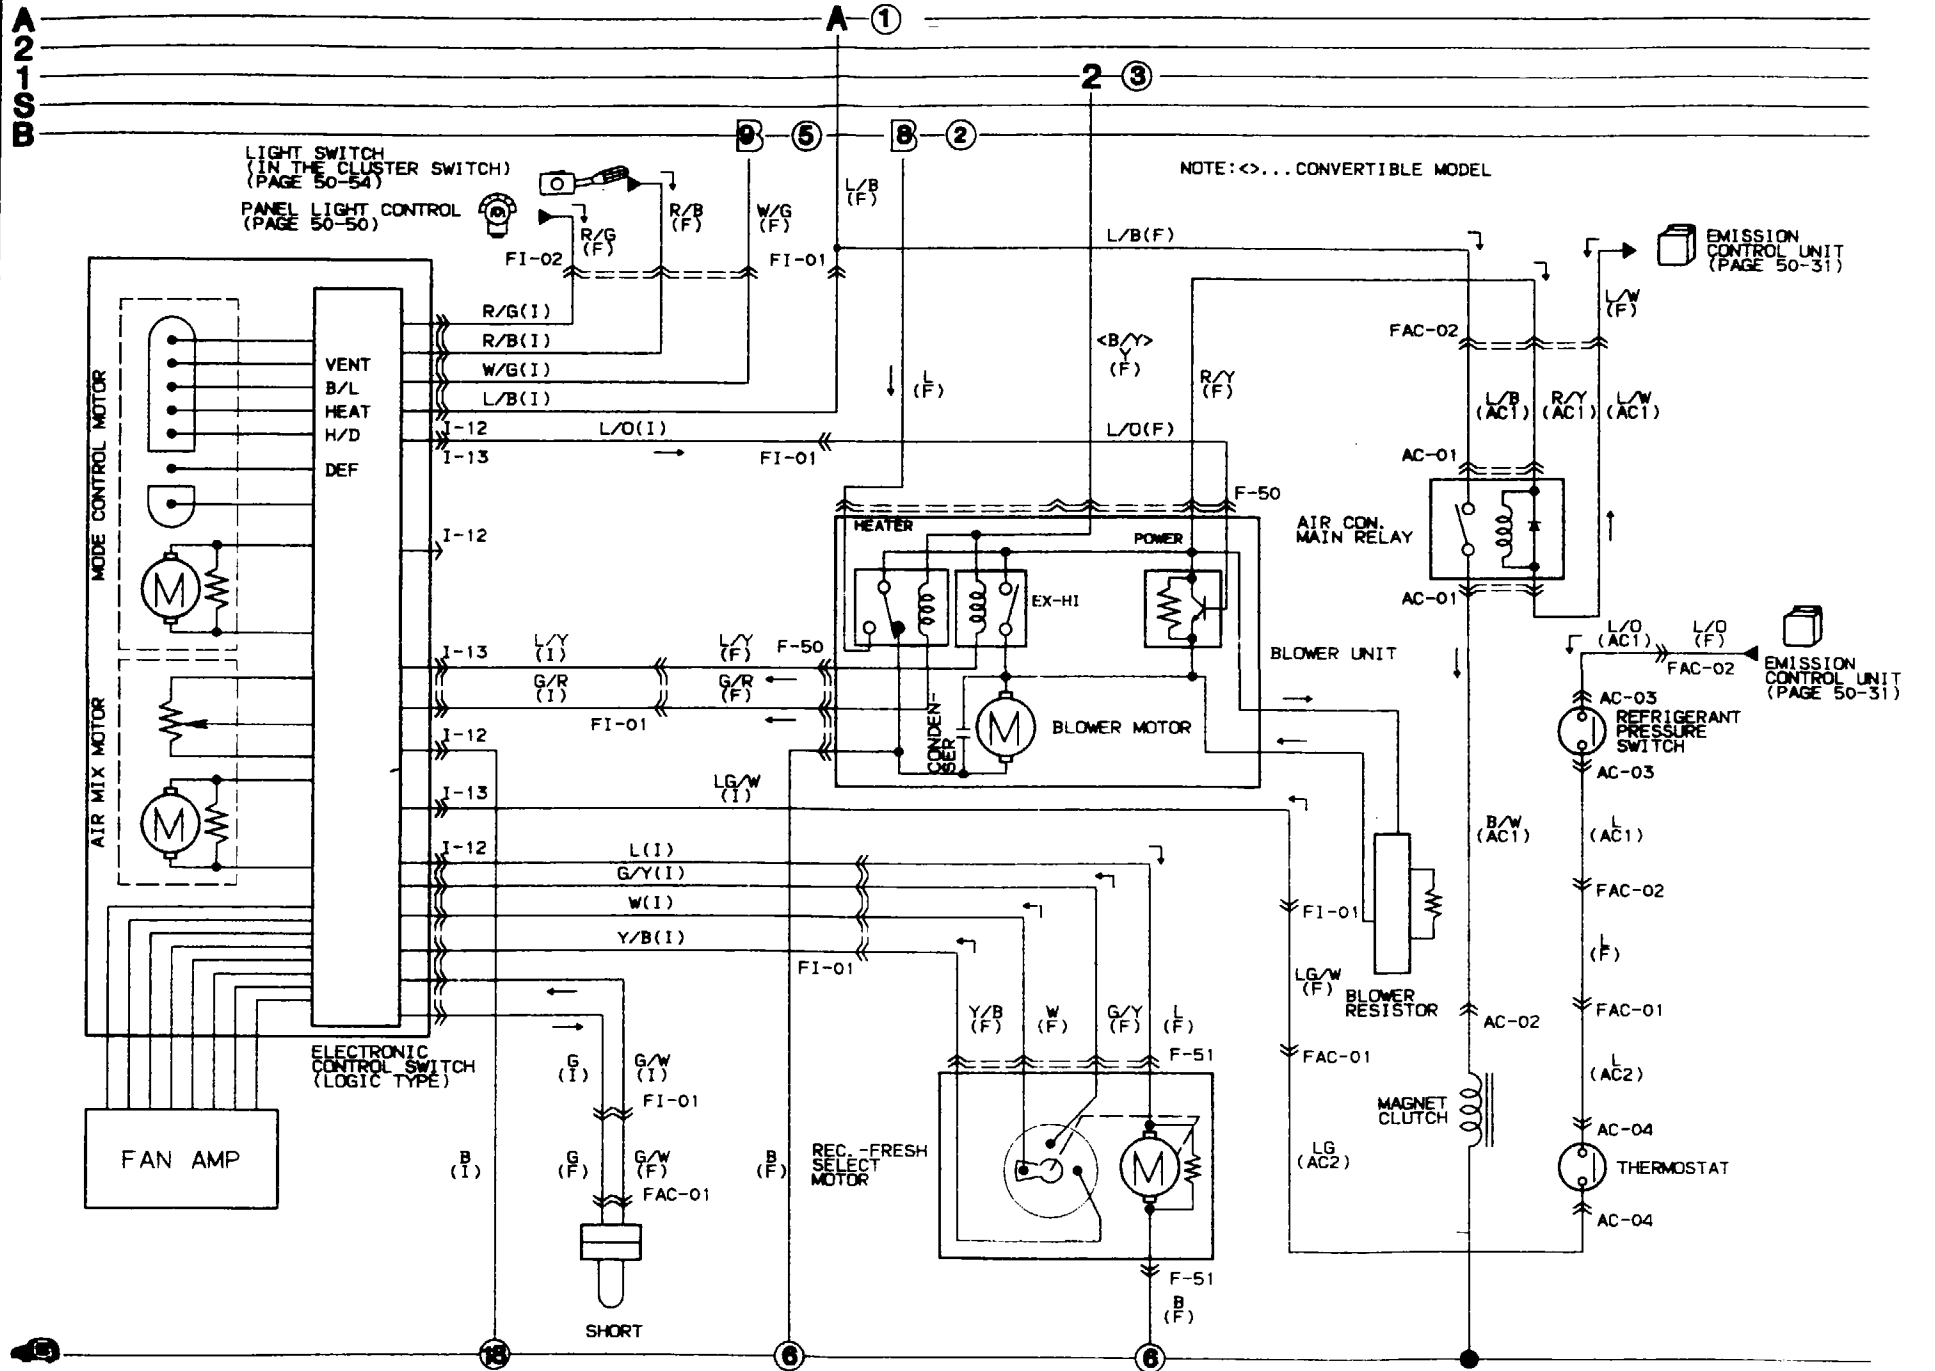 A
2
1
S
B
A 1
2 3
9 5
8 2
LIGHT SWITCH
(IN THE CLUSTER SWITCH)
(PAGE 50-54)
PANEL LIGHT CONTROL
(PAGE 50-50)
NOTE:<>...CONVERTIBLE MODEL
R/G
(F)
R/B
(F)
W/G
(F)
L/B
(F)
L/B(F)
FI-02
FI-01
EMISSION
CONTROL UNIT
(PAGE 50-31)
L/W
(F)
R/G(I)
R/B(I)
W/G(I)
L/B(I)
I-12
L/O(I)
I-13
FI-01
L/O(F)
L
(F)
<B/Y>
Y
(F)
R/Y
(F)
FAC-02
L/B
(AC1)
R/Y
(AC1)
L/W
(AC1)
AC-01
AIR CON.
MAIN RELAY
AC-01
MODE CONTROL MOTOR
VENT
B/L
HEAT
H/D
DEF
M
I-12
F-50
HEATER
POWER
EX-HI
BLOWER UNIT
I-13
L/Y
(I)
L/Y
(F)
F-50
G/R
(I)
G/R
(F)
FI-01
CONDEN-
SER
M
BLOWER MOTOR
L/O
(AC1)
L/O
(F)
FAC-02
EMISSION
CONTROL UNIT
(PAGE 50-31)
AC-03
REFRIGERANT
PRESSURE
SWITCH
AC-03
AIR MIX MOTOR
M
I-12
I-13
LG/W
(I)
I-12
L(I)
G/Y(I)
W(I)
Y/B(I)
FI-01
B/W
(AC1)
L
(AC1)
FAC-02
L
(F)
FAC-01
L
(AC2)
AC-04
THERMOSTAT
AC-04
FI-01
LG/W
(F)
BLOWER
RESISTOR
FAC-01
LG
(AC2)
AC-02
MAGNET
CLUTCH
ELECTRONIC
CONTROL SWITCH
(LOGIC TYPE)
FAN AMP
G
(I)
G/W
(I)
FI-01
B
(I)
G
(F)
G/W
(F)
FAC-01
SHORT
B
(F)
Y/B
(F)
W
(F)
G/Y
(F)
L
(F)
F-51
REC.-FRESH
SELECT
MOTOR
M
F-51
B
(F)
6
6